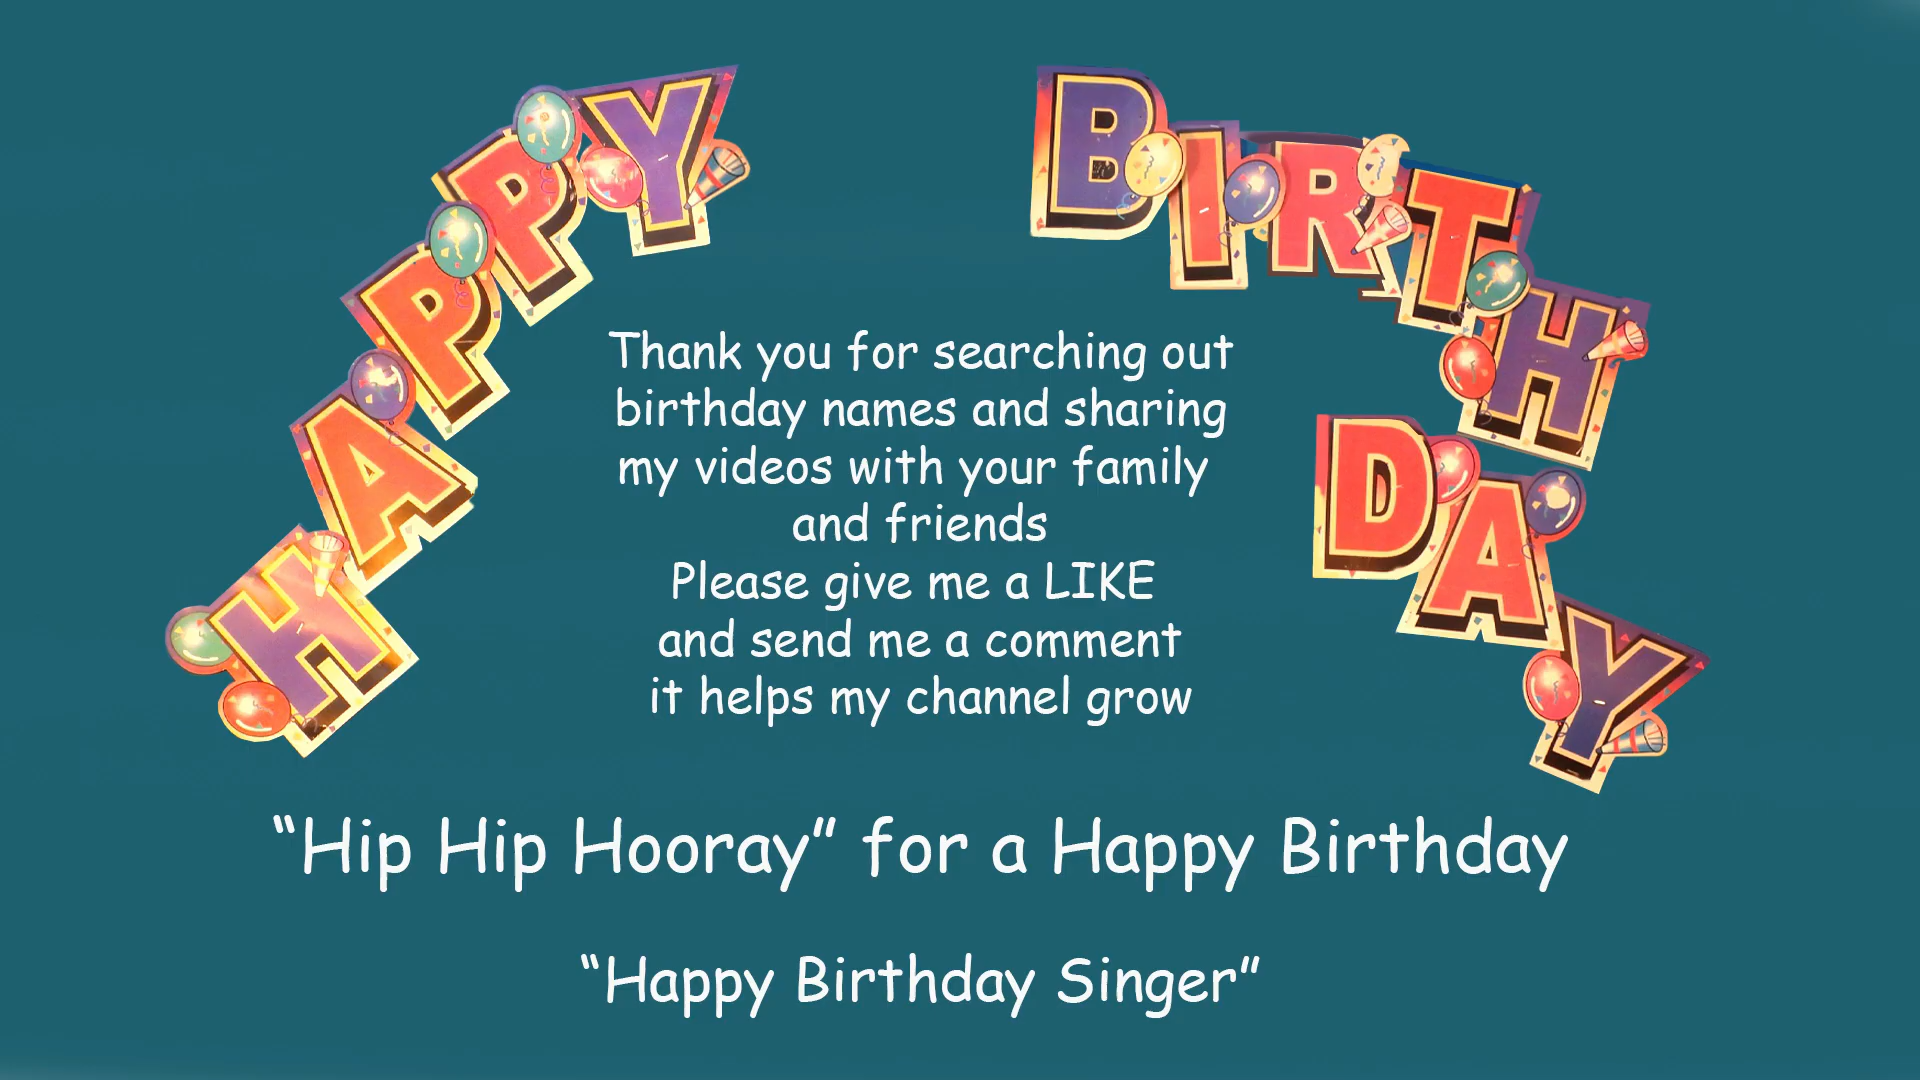 HAPPY
BIRTH
DAY
Thank you for searching out
birthday names and sharing
my videos with your family
and friends
Please give me a LIKE
and send me a comment
it helps my channel grow
“Hip Hip Hooray” for a Happy Birthday
“Happy Birthday Singer”